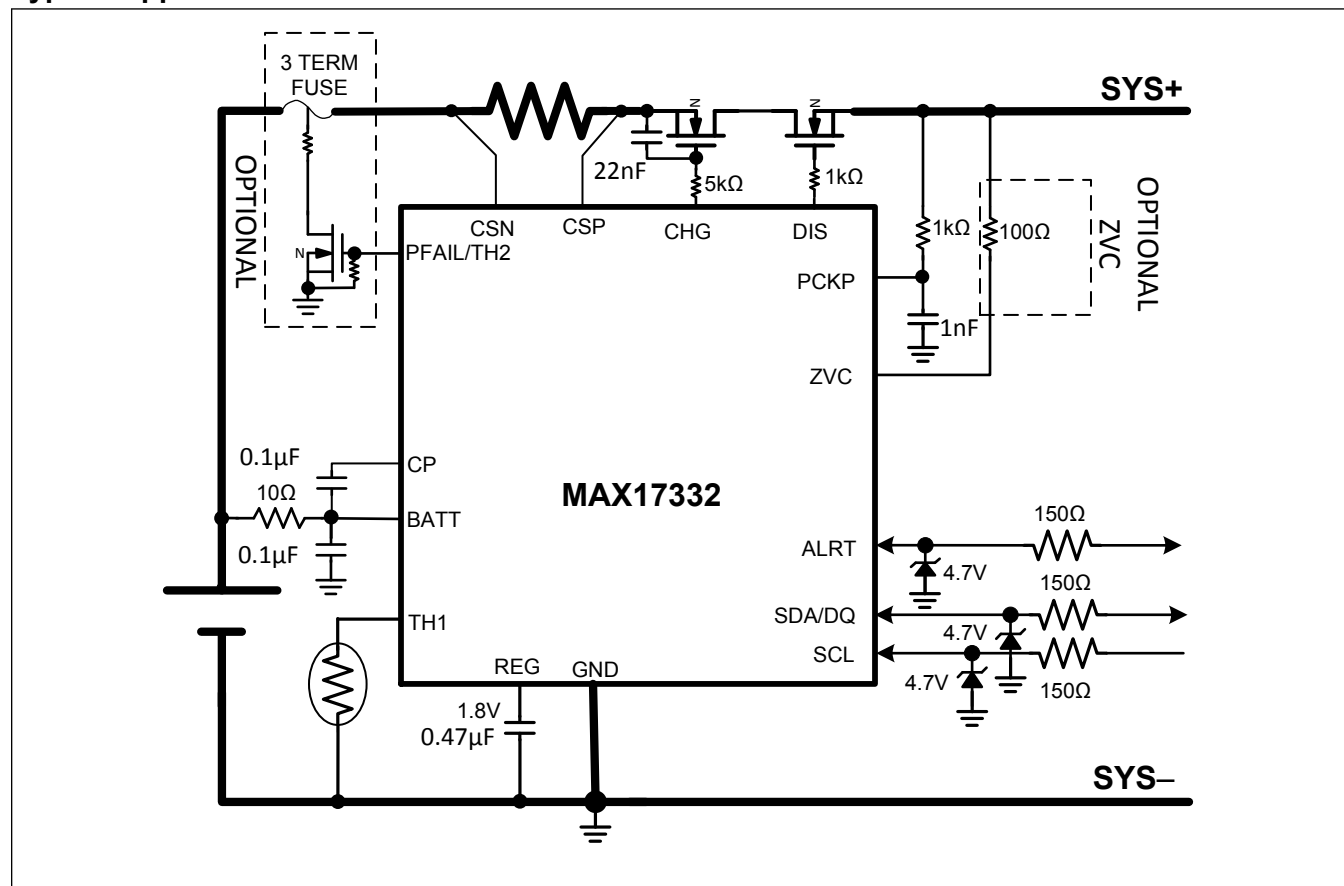 3 TERM
FUSE
SYS+
OPTIONAL
N
N
N
22nF
5kΩ
1kΩ
1kΩ
100Ω
OPTIONAL
ZVC
CSN
CSP
CHG
DIS
PFAIL/TH2
PCKP
1nF
ZVC
0.1µF
CP
10Ω
BATT
0.1µF
MAX17332
ALRT
150Ω
4.7V
SDA/DQ
150Ω
4.7V
SCL
150Ω
4.7V
TH1
REG
GND
1.8V
0.47µF
SYS–